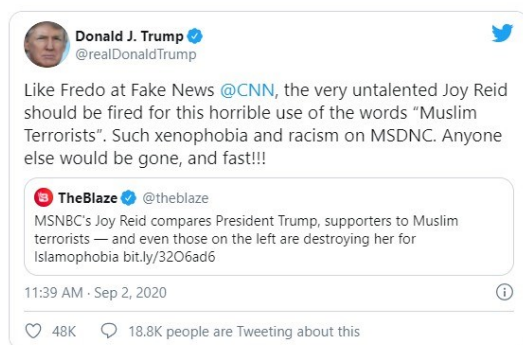 Donald J. Trump
@realDonaldTrump
Like Fredo at Fake News @CNN, the very untalented Joy Reid
should be fired for this horrible use of the words “Muslim
Terrorists”. Such xenophobia and racism on MSDNC. Anyone
else would be gone, and fast!!!
TheBlaze @theblaze
MSNBC's Joy Reid compares President Trump, supporters to Muslim
terrorists — and even those on the left are destroying her for
Islamophobia bit.ly/32O6ad6
11:39 AM · Sep 2, 2020
48K 18.8K people are Tweeting about this